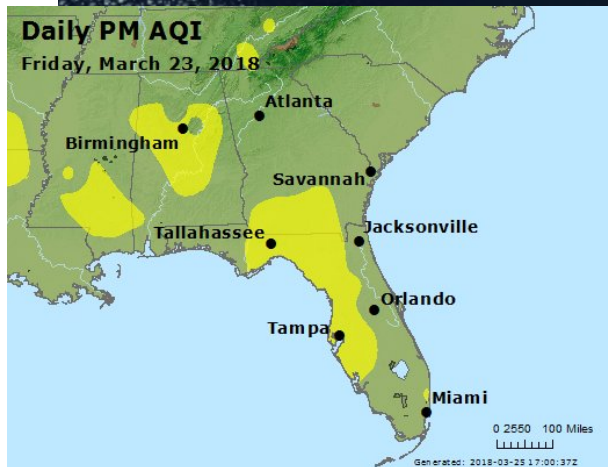 Daily PM AQI
Friday, March 23, 2018
Atlanta
Birmingham
Savannah
Tallahassee
Jacksonville
Orlando
Tampa
Miami
0 2550 100 Miles
Generated: 2018-03-25 17:00:37Z